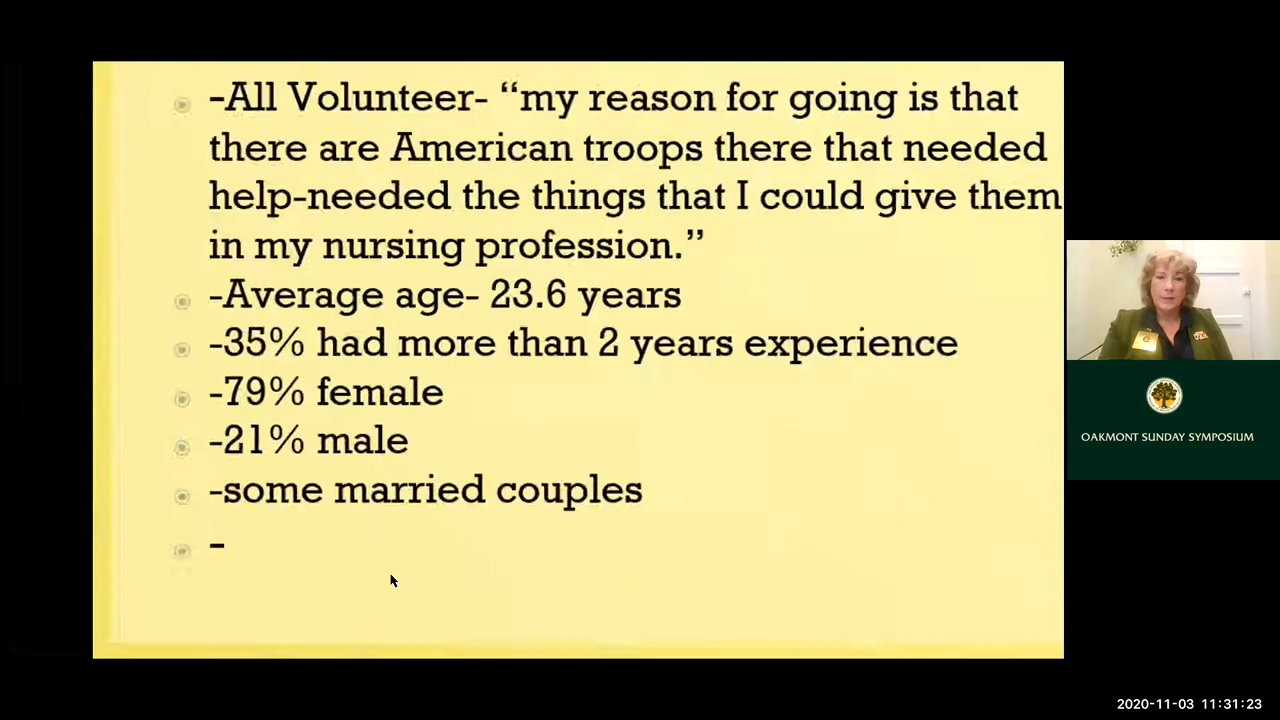 -All Volunteer- “my reason for going is that
there are American troops there that needed
help-needed the things that I could give them
in my nursing profession.”
-Average age- 23.6 years
-35% had more than 2 years experience
-79% female
-21% male
-some married couples
-
OAKMONT SUNDAY SYMPOSIUM
2020-11-03 11:31:23